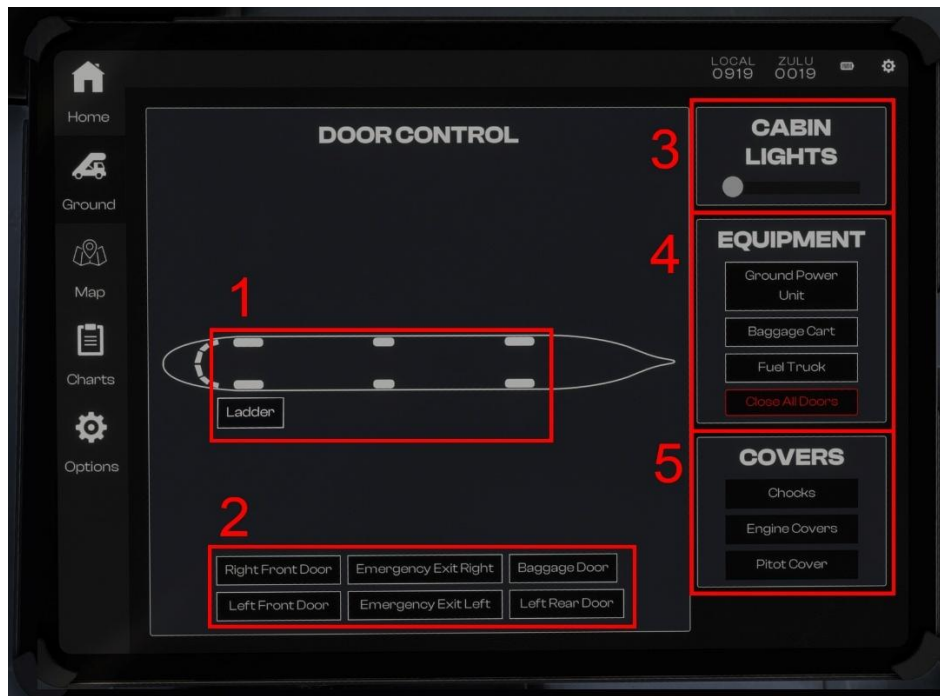 LOCAL ZULU
0919 0019
Home
Ground
Map
Charts
Options
DOOR CONTROL
1
Ladder
2
Right Front Door Emergency Exit Right Baggage Door
Left Front Door Emergency Exit Left Left Rear Door
3
CABIN
LIGHTS
4
EQUIPMENT
Ground Power
Unit
Baggage Cart
Fuel Truck
Close All Doors
5
COVERS
Chocks
Engine Covers
Pitot Cover